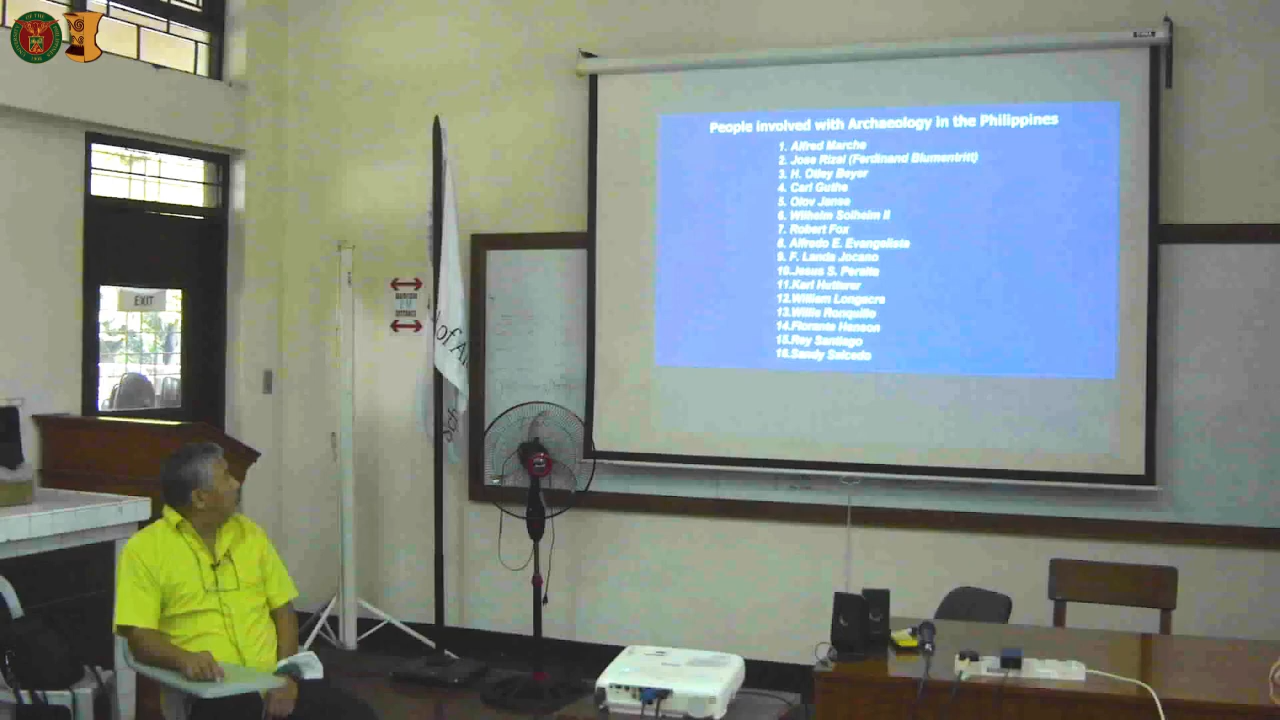 People involved with Archaeology in the Philippines
1. Alfred Marche
2. Jose Rizal (Ferdinand Blumentritt)
3. H. Otley Beyer
4. Carl Guthe
5. Olov Janse
6. Wilhelm Solheim II
7. Robert Fox
8. Alfredo E. Evangelista
9. F. Landa Jocano
10.Jesus S. Peralta
11.Karl Hutterer
12.William Longacre
13.Willie Ronquillo
14.Florante Henson
15.Rey Santiago
16.Sandy Salcedo
EXIT
of A